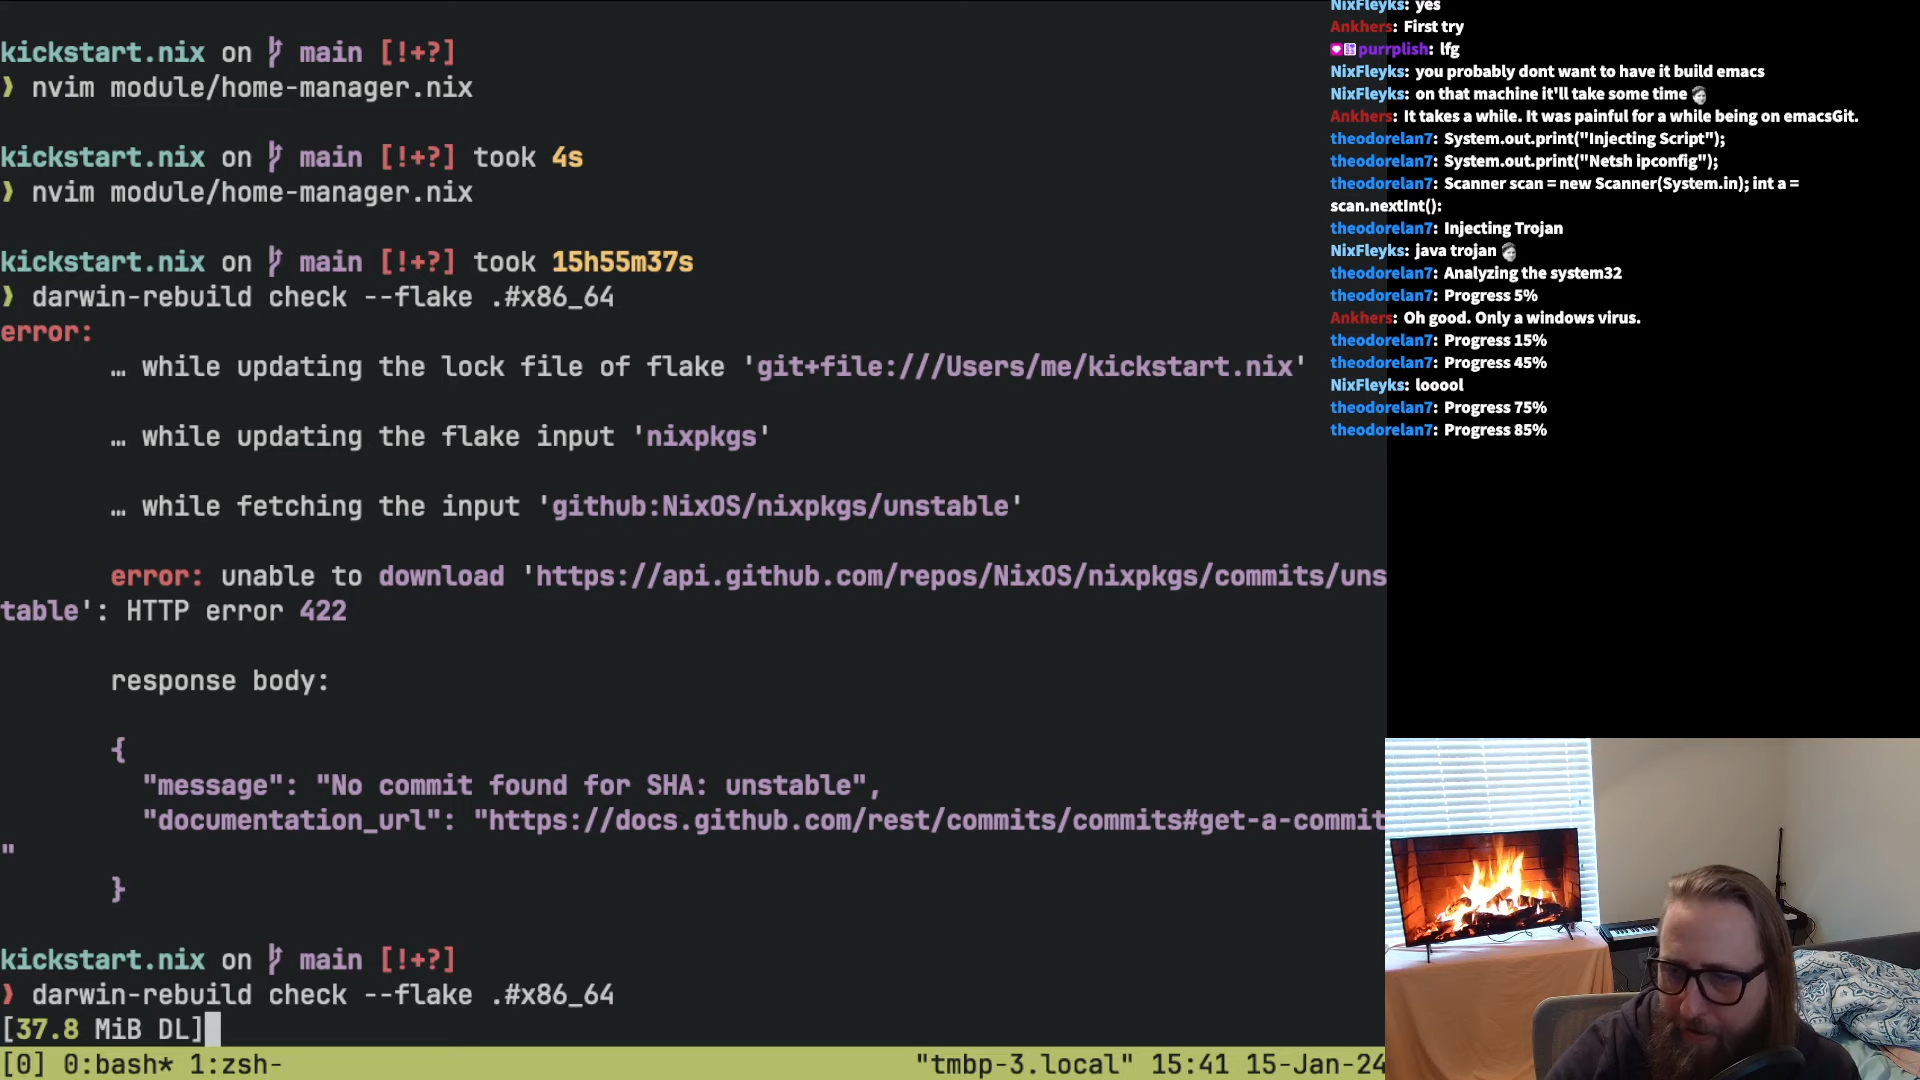 kickstart.nix on main [!+?]
❯ nvim module/home-manager.nix
kickstart.nix on main [!+?] took 4s
❯ nvim module/home-manager.nix
kickstart.nix on main [!+?] took 15h55m37s
❯ darwin-rebuild check --flake .#x86_64
error:
… while updating the lock file of flake 'git+file:///Users/me/kickstart.nix'
… while updating the flake input 'nixpkgs'
… while fetching the input 'github:NixOS/nixpkgs/unstable'
error: unable to download 'https://api.github.com/repos/NixOS/nixpkgs/commits/uns
table': HTTP error 422
response body:
{
"message": "No commit found for SHA: unstable",
"documentation_url": "https://docs.github.com/rest/commits/commits#get-a-commit
"
}
kickstart.nix on main [!+?]
❯ darwin-rebuild check --flake .#x86_64
[37.8 MiB DL]
[0] 0:bash* 1:zsh- "tmbp-3.local" 15:41 15-Jan-24
NixFleyks: yes
Ankhers: First try
purrplish: lfg
NixFleyks: you probably dont want to have it build emacs
NixFleyks: on that machine it'll take some time
Ankhers: It takes a while. It was painful for a while being on emacsGit.
theodorelan7: System.out.print("Injecting Script");
theodorelan7: System.out.print("Netsh ipconfig");
theodorelan7: Scanner scan = new Scanner(System.in); int a =
scan.nextInt():
theodorelan7: Injecting Trojan
NixFleyks: java trojan
theodorelan7: Analyzing the system32
theodorelan7: Progress 5%
Ankhers: Oh good. Only a windows virus.
theodorelan7: Progress 15%
theodorelan7: Progress 45%
NixFleyks: looool
theodorelan7: Progress 75%
theodorelan7: Progress 85%